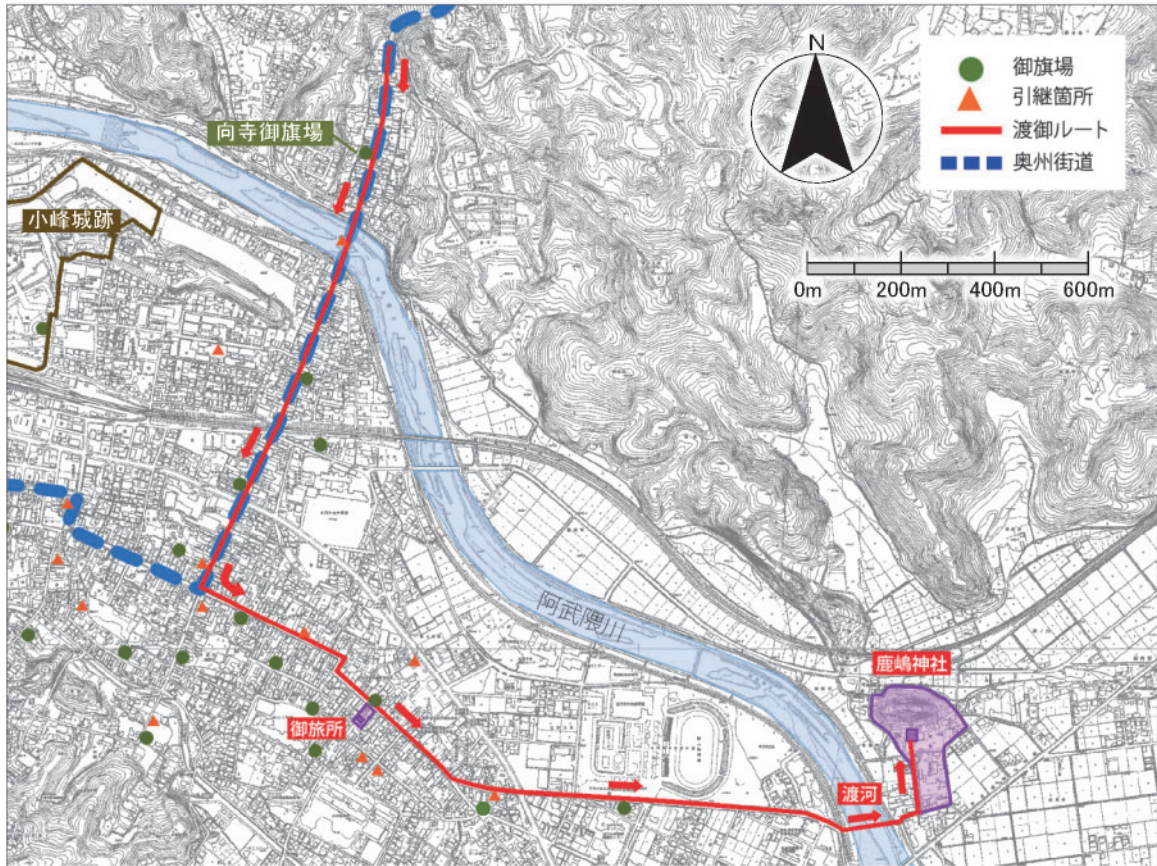 N
御旗場
引継箇所
渡御ルート
奥州街道
向寺御旗場
小峰城跡
0m 200m 400m 600m
阿武隈川
鹿嶋神社
御旅所
渡河